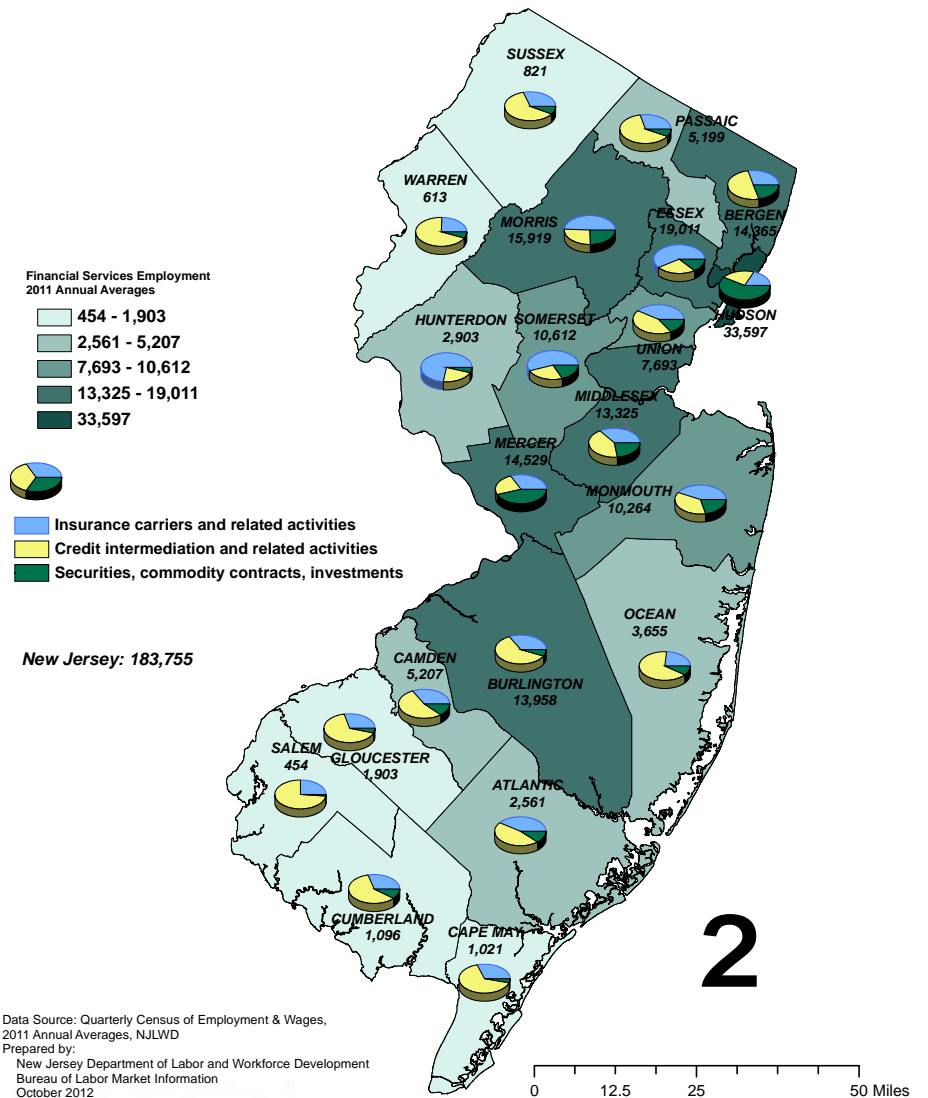 SUSSEX
821
PASSAIC
5,199
WARREN
613
MORRIS
15,919
ESSEX
19,011
BERGEN
14,365
HUDSON
33,597
HUNTERDON
2,903
SOMERSET
10,612
UNION
7,693
MIDDLESEX
13,325
MERCER
14,529
MONMOUTH
10,264
Financial Services Employment
2011 Annual Averages
454 - 1,903
2,561 - 5,207
7,693 - 10,612
13,325 - 19,011
33,597
Insurance carriers and related activities
Credit intermediation and related activities
Securities, commodity contracts, investments
New Jersey: 183,755
OCEAN
3,655
CAMDEN
5,207
BURLINGTON
13,958
SALEM
454
GLOUCESTER
1,903
ATLANTIC
2,561
CUMBERLAND
1,096
CAPE MAY
1,021
2
Data Source: Quarterly Census of Employment & Wages,
2011 Annual Averages, NJLWD
Prepared by:
New Jersey Department of Labor and Workforce Development
Bureau of Labor Market Information
October 2012
0 12.5 25 50 Miles